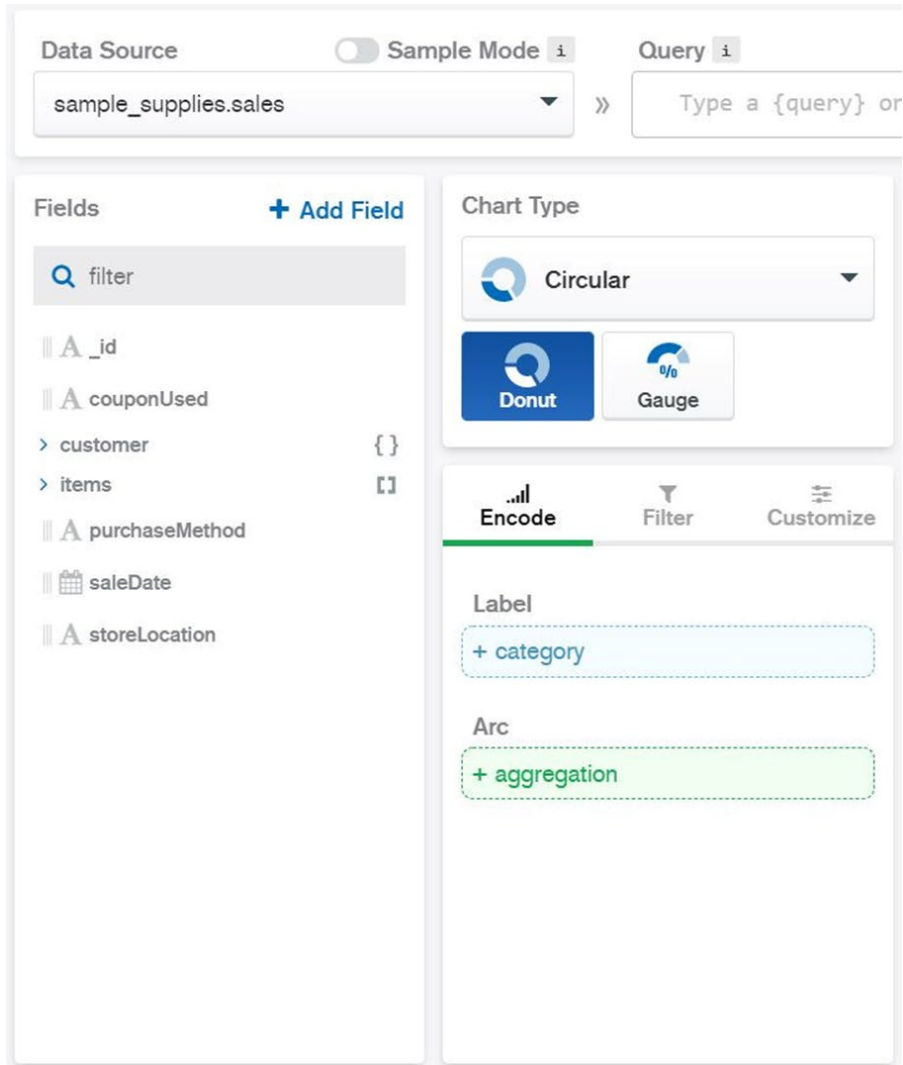 Data Source
Sample Mode i
Query i
sample_supplies.sales
»
Type a {query} or
Fields
+ Add Field
filter
A _id
A couponUsed
> customer { }
> items [ ]
A purchaseMethod
saleDate
A storeLocation
Chart Type
Circular
Donut
% Gauge
Encode
Filter
Customize
Label
+ category
Arc
+ aggregation